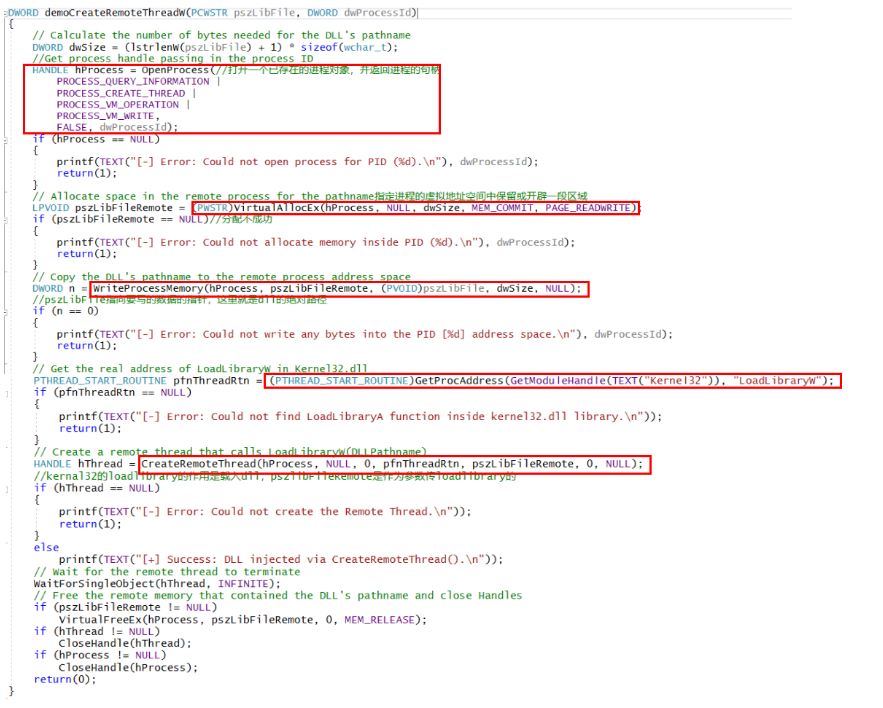 DWORD demoCreateRemoteThreadW(PCWSTR pszLibFile, DWORD dwProcessId)
{
// Calculate the number of bytes needed for the DLL's pathname
DWORD dwSize = (lstrlenW(pszLibFile) + 1) * sizeof(wchar_t);
//Get process handle passing in the process ID
HANDLE hProcess = OpenProcess(//打开一个已存在的进程对象，并返回进程的句柄
PROCESS_QUERY_INFORMATION |
PROCESS_CREATE_THREAD |
PROCESS_VM_OPERATION |
PROCESS_VM_WRITE,
FALSE, dwProcessId);
if (hProcess == NULL)
{
printf(TEXT("[-] Error: Could not open process for PID (%d).\n"), dwProcessId);
return(1);
}
// Allocate space in the remote process for the pathname指定进程的虚拟地址空间中保留或开辟一段区域
LPVOID pszLibFileRemote = (PWSTR)VirtualAllocEx(hProcess, NULL, dwSize, MEM_COMMIT, PAGE_READWRITE);
if (pszLibFileRemote == NULL)//分配不成功
{
printf(TEXT("[-] Error: Could not allocate memory inside PID (%d).\n"), dwProcessId);
return(1);
}
// Copy the DLL's pathname to the remote process address space
DWORD n = WriteProcessMemory(hProcess, pszLibFileRemote, (PVOID)pszLibFile, dwSize, NULL);
//pszLibFile指向要写的数据的指针，这里就是dll的绝对路径
if (n == 0)
{
printf(TEXT("[-] Error: Could not write any bytes into the PID [%d] address space.\n"), dwProcessId);
return(1);
}
// Get the real address of LoadLibraryW in Kernel32.dll
PTHREAD_START_ROUTINE pfnThreadRtn = (PTHREAD_START_ROUTINE)GetProcAddress(GetModuleHandle(TEXT("Kernel32")), "LoadLibraryW");
if (pfnThreadRtn == NULL)
{
printf(TEXT("[-] Error: Could not find LoadLibraryA function inside kernel32.dll library.\n"));
return(1);
}
// Create a remote thread that calls LoadLibraryW(DLLPathname)
HANDLE hThread = CreateRemoteThread(hProcess, NULL, 0, pfnThreadRtn, pszLibFileRemote, 0, NULL);
//kernal32的loadlibrary的作用是载入dll，pszLibFileRemote是作为参数传loadlibrary的
if (hThread == NULL)
{
printf(TEXT("[-] Error: Could not create the Remote Thread.\n"));
return(1);
}
else
printf(TEXT("[+] Success: DLL injected via CreateRemoteThread().\n"));
// Wait for the remote thread to terminate
WaitForSingleObject(hThread, INFINITE);
// Free the remote memory that contained the DLL's pathname and close Handles
if (pszLibFileRemote != NULL)
VirtualFreeEx(hProcess, pszLibFileRemote, 0, MEM_RELEASE);
if (hThread != NULL)
CloseHandle(hThread);
if (hProcess != NULL)
CloseHandle(hProcess);
return(0);
}